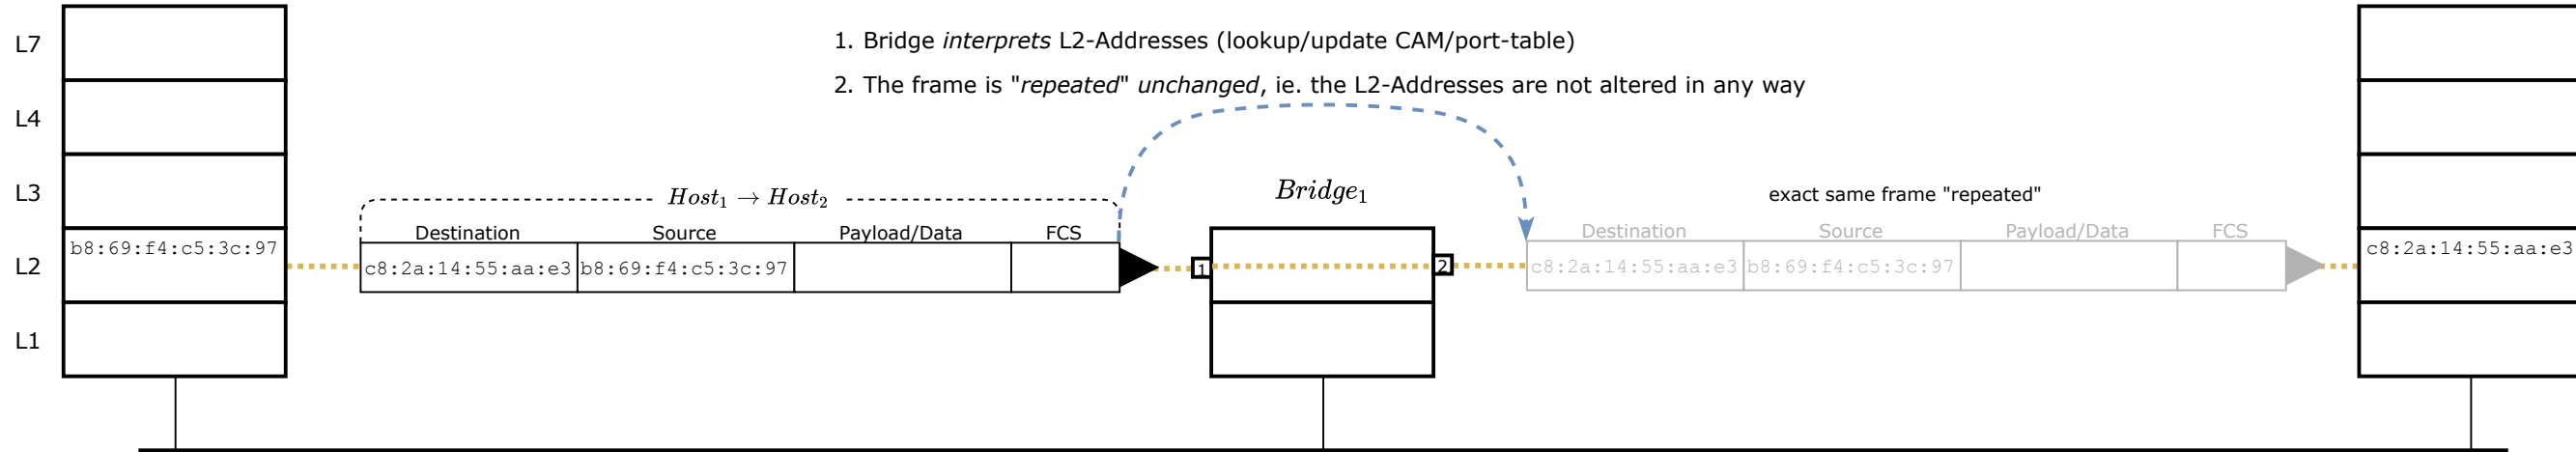 L7
1. Bridge interprets L2-Addresses (lookup/update CAM/port-table)
2. The frame is "repeated" unchanged, ie. the L2-Addresses are not altered in any way
L4
L3
Host₁ → Host₂
Bridge₁
exact same frame "repeated"
Destination Source Payload/Data FCS
Destination Source Payload/Data FCS
L2
b8:69:f4:c5:3c:97
c8:2a:14:55:aa:e3 b8:69:f4:c5:3c:97
1
2
c8:2a:14:55:aa:e3 b8:69:f4:c5:3c:97
c8:2a:14:55:aa:e3
L1